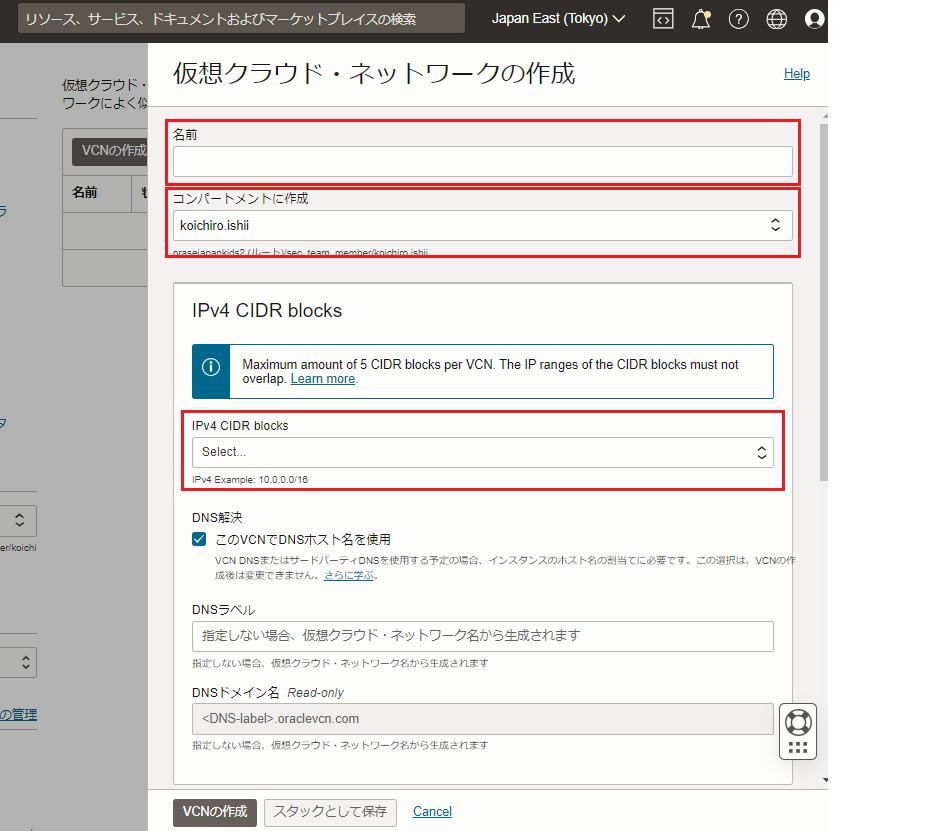 リソース、サービス、ドキュメントおよびマーケットプレイスの検索
Japan East (Tokyo)
仮想クラウド・
ワークによく似
VCNの作成
名前
ラ
タ
er/koichi
の管理
仮想クラウド・ネットワークの作成
Help
名前
コンパートメントに作成
koichiro.ishii
orasejapankids2 (ルート)/sec_team_member/koichiro.ishii
IPv4 CIDR blocks
Maximum amount of 5 CIDR blocks per VCN. The IP ranges of the CIDR blocks must not
overlap. Learn more.
IPv4 CIDR blocks
Select...
IPv4 Example: 10.0.0.0/16
DNS解決
このVCNでDNSホスト名を使用
VCN DNSまたはサードパーティDNSを使用する予定の場合、インスタンスのホスト名の割当てに必要です。この選択は、VCNの作
成後は変更できません。さらに学ぶ。
DNSラベル
指定しない場合、仮想クラウド・ネットワーク名から生成されます
指定しない場合、仮想クラウド・ネットワーク名から生成されます
DNSドメイン名 Read-only
<DNS-label>.oraclevcn.com
指定しない場合、仮想クラウド・ネットワーク名から生成されます
VCNの作成
スタックとして保存
Cancel